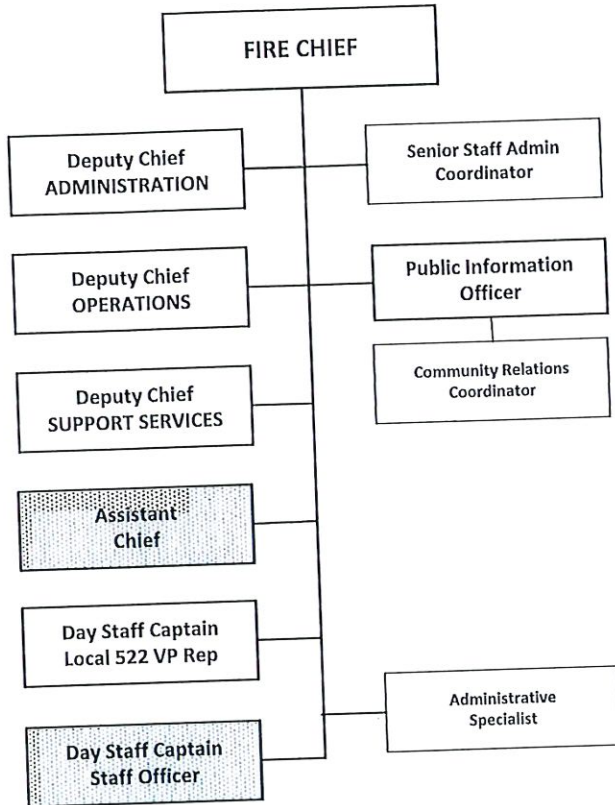 FIRE CHIEF
Deputy Chief
ADMINISTRATION
Senior Staff Admin
Coordinator
Deputy Chief
OPERATIONS
Public Information
Officer
Community Relations
Coordinator
Deputy Chief
SUPPORT SERVICES
Assistant
Chief
Day Staff Captain
Local 522 VP Rep
Administrative
Specialist
Day Staff Captain
Staff Officer